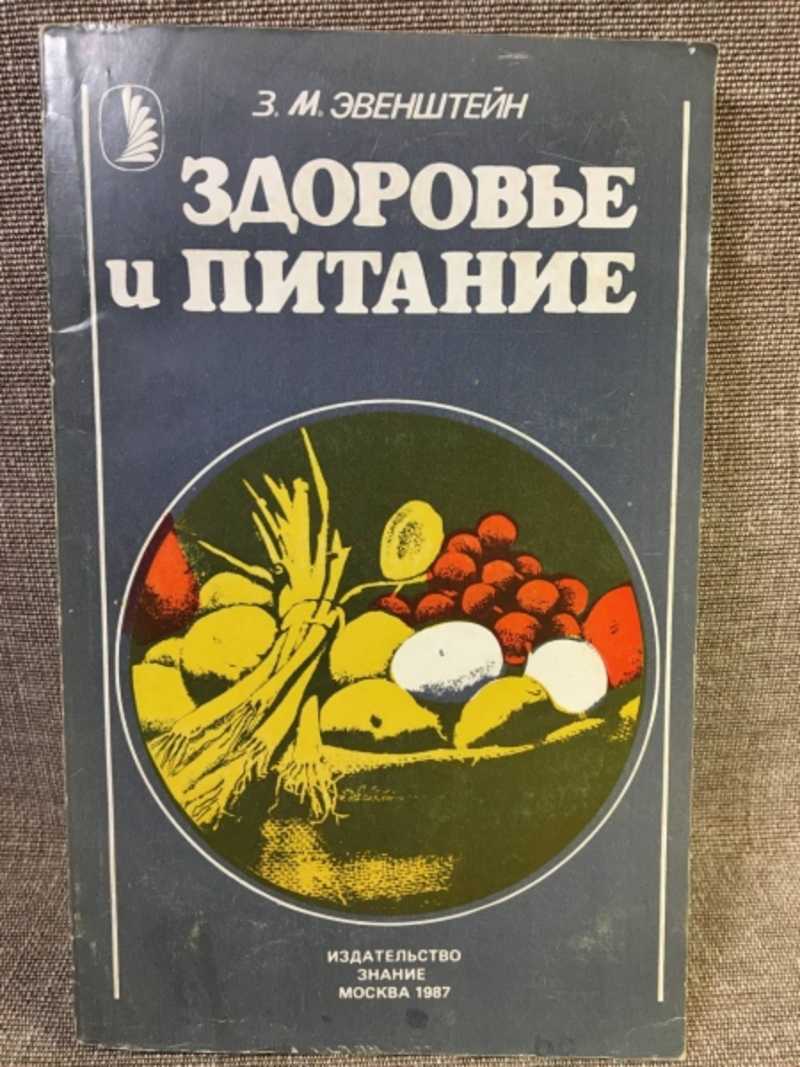 З. М. ЭВЕНШТЕЙН
ЗДОРОВЬЕ
и ПИТАНИЕ
ИЗДАТЕЛЬСТВО
ЗНАНИЕ
МОСКВА 1987